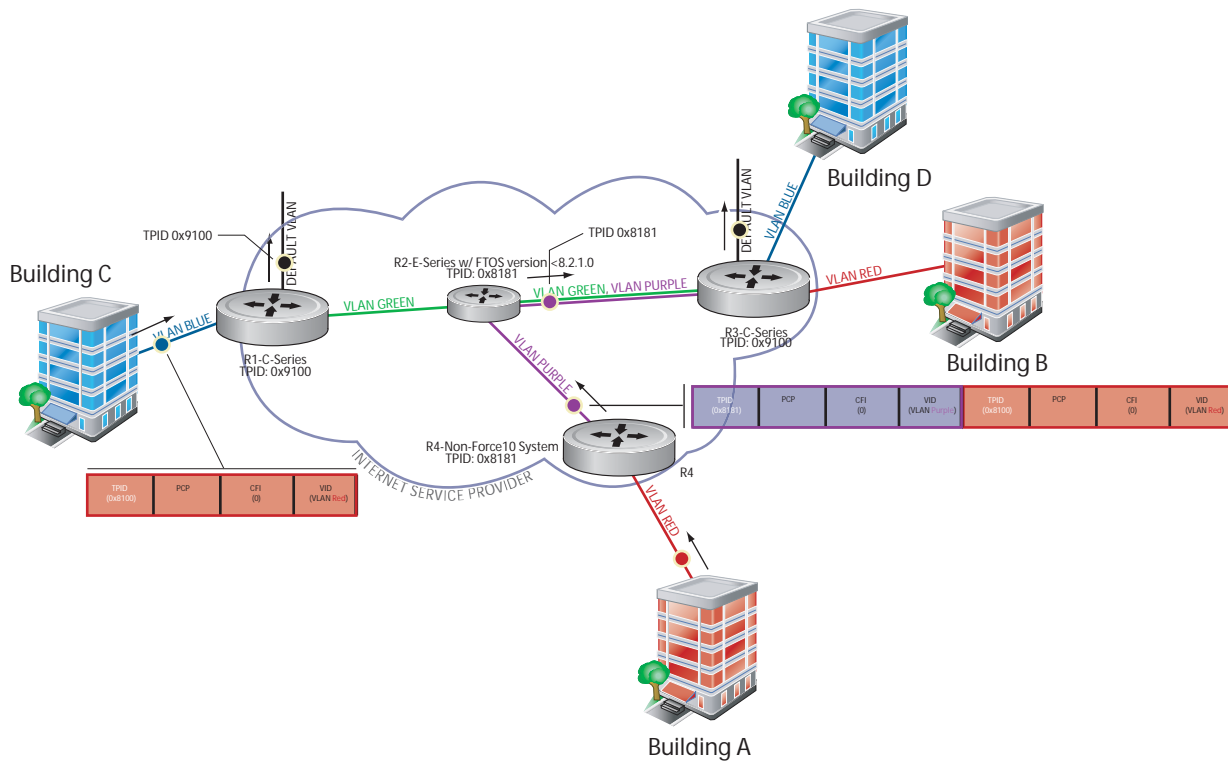 Building D
DEFAULT VLAN
VLAN BLUE
DEFAULT VLAN
TPID 0x9100
TPID 0x8181
R2-E-Series w/ FTOS version <8.2.1.0
TPID: 0x8181
Building C
VLAN BLUE
VLAN GREEN
VLAN GREEN, VLAN PURPLE
VLAN RED
R1-C-Series
TPID: 0x9100
R3-C-Series
TPID: 0x9100
Building B
VLAN PURPLE
TPID
(0x8181)
PCP
CFI
(0)
VID
(VLAN Purple)
TPID
(0x8100)
PCP
CFI
(0)
VID
(VLAN Red)
R4-Non-Force10 System
TPID: 0x8181
R4
INTERNET SERVICE PROVIDER
TPID
(0x8100)
PCP
CFI
(0)
VID
(VLAN Red)
VLAN RED
Building A